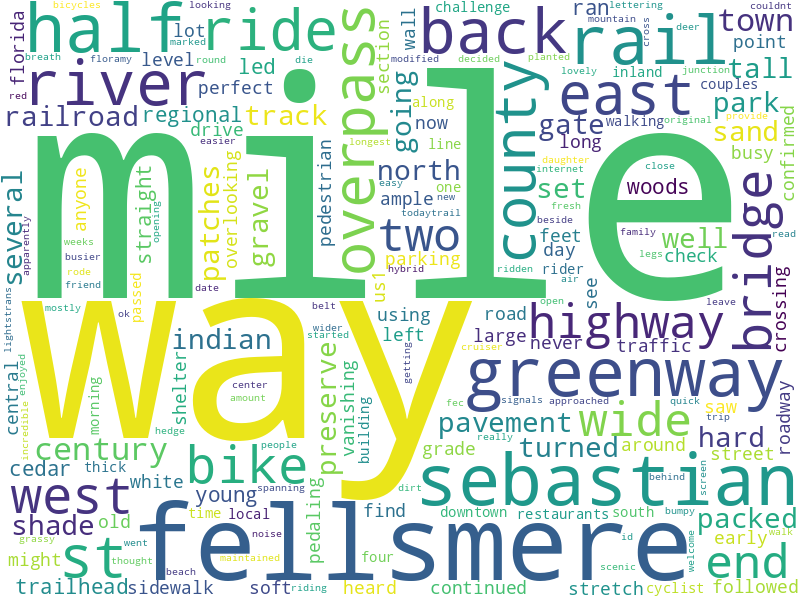 bicycles looking
half ride overpass back rail town
challenge
couldnt
ran lettering
mountain deer
cross
wall
modified
decided planted
lot marked
breath floramy round die
level led
river
florida
section
red perfect
several railroad regional track
drive
easier
going along
now
line
longest
easy one new
todaytrail
north
ample
two
parking
us1
hybrid
pedestrian
overlooking
patches
gravel
straight
anyone
weeks
busier
rode
friend
apparently
opening
passed
date
mile
county
east
inland junction tall
point
couples
park
gate walking original
long provide sand
daughter
internet
busy
confirmed
set close
woods
fresh
beside family
feet legs well
day check
ridden
rider air
see open leave
road
large never traffic
read
crossing
bridge
highway
way
lightstrans
mostly
ok
belt
wider
started
using
left
getting
cruiser
indian
central
enjoyed
incredible
morning
hedge
shelter
center
amount
people
spanning
vanishing
building
preserve
fec
signals approached quick saw
trip
roadway
greenway
wide
pavement hard
turned
grade really around street
century bike
cedar thick white
west
young
sebastian
behind
screen
shade old
time local
went
thought noise
st
grassy
might
beach maintained
trailhead sidewalk soft riding heard
pedaling
find
dirt
four
continued
fellsmere
downtown restaurants south bumpy
packed
early walk
id welcome
scenic
end
stretch cyclist followed